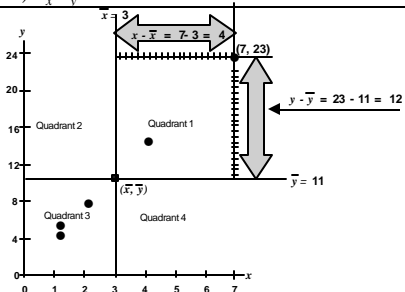 x̄ = 3
x - x̄ = 7- 3 = 4
y
24
(7, 23)
20
y - ȳ = 23 - 11 = 12
16
Quadrant 2
Quadrant 1
12
(x̄, ȳ)
ȳ = 11
8
Quadrant 3
Quadrant 4
4
0
0 1 2 3 4 5 6 7 x